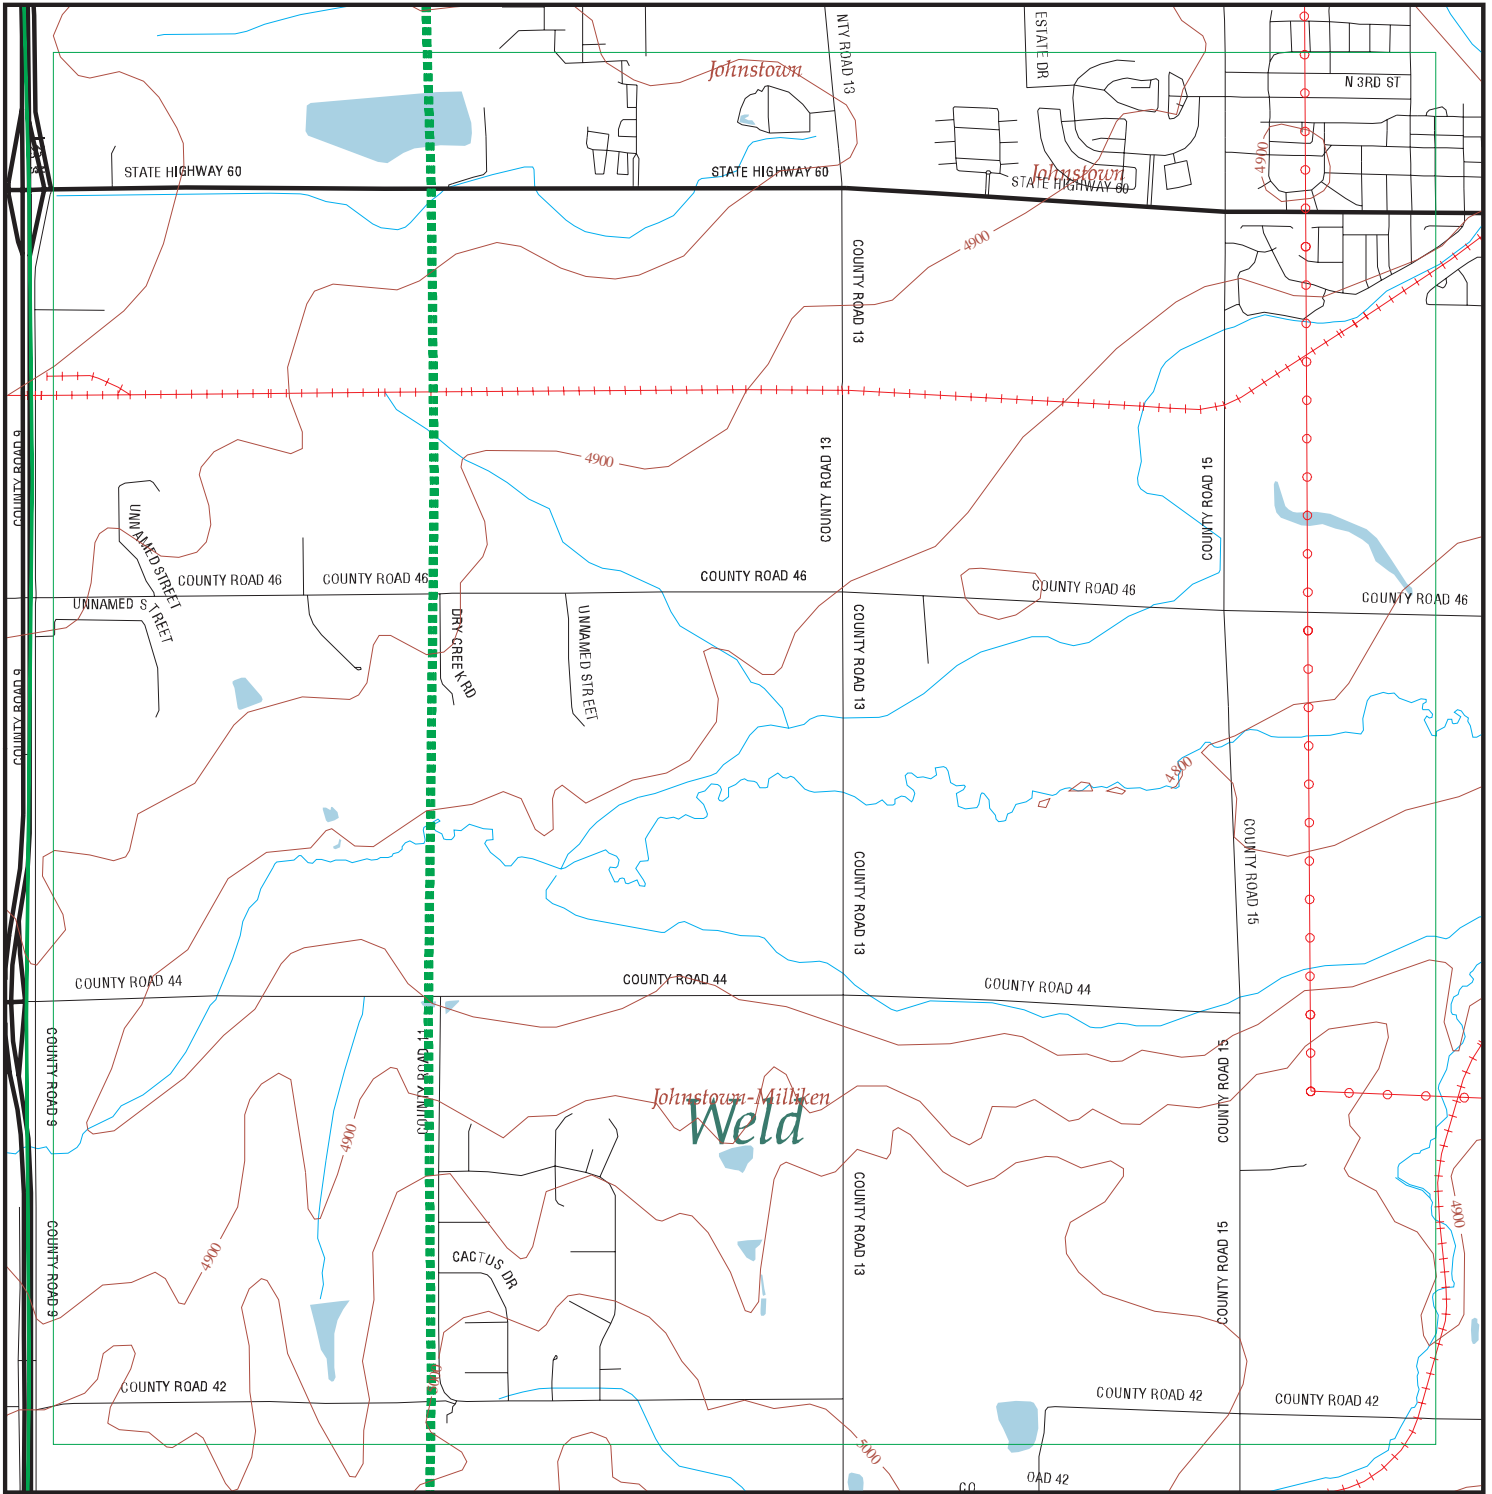 NTY ROAD 13
ESTATE DR
Johnstown
N 3RD ST
4900
STATE HIGHWAY 60
STATE HIGHWAY 60
Johnstown
STATE HIGHWAY 60
COUNTY ROAD 13
4900
4900
COUNTY ROAD 9
COUNTY ROAD 13
COUNTY ROAD 15
UNNAMED STREET
COUNTY ROAD 46
COUNTY ROAD 46
COUNTY ROAD 46
COUNTY ROAD 46
COUNTY ROAD 46
UNNAMED STREET
DRY CREEK RD
UNNAMED STREET
COUNTY ROAD 13
COUNTY ROAD 9
4800
COUNTY ROAD 15
COUNTY ROAD 13
COUNTY ROAD 44
COUNTY ROAD 44
COUNTY ROAD 44
COUNTY ROAD 9
COUNTY ROAD 11
COUNTY ROAD 15
Johnstown-Milliken
Weld
4900
4900
COUNTY ROAD 13
4900
COUNTY ROAD 9
COUNTY ROAD 15
CACTUS DR
COUNTY ROAD 42
COUNTY ROAD 42
COUNTY ROAD 42
5000
CO
OAD 42